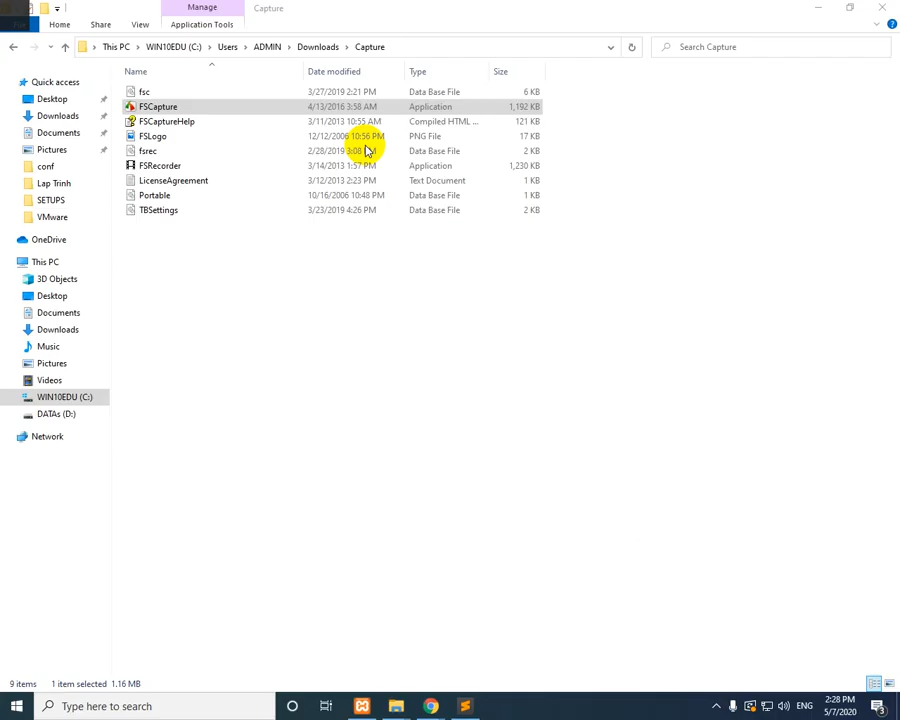 Manage
Capture
Home
Share
View
Application Tools
This PC
WIN10EDU (C:)
Users
ADMIN
Downloads
Capture
Search Capture
Name
Date modified
Type
Size
Quick access
Desktop
Downloads
Documents
Pictures
conf
Lap Trinh
SETUPS
VMware
OneDrive
This PC
3D Objects
Desktop
Documents
Downloads
Music
Pictures
Videos
WIN10EDU (C:)
DATAs (D:)
Network
fsc 3/27/2019 2:21 PM Data Base File 6 KB
FSCapture 4/13/2016 3:58 AM Application 1,192 KB
FSCaptureHelp 3/11/2013 10:55 AM Compiled HTML ... 121 KB
FSLogo 12/12/2006 10:56 PM PNG File 17 KB
fsrec 2/28/2019 3:08 Data Base File 2 KB
FSRecorder 3/14/2013 1:57 PM Application 1,230 KB
LicenseAgreement 3/12/2013 2:23 PM Text Document 1 KB
Portable 10/16/2006 10:48 PM Data Base File 1 KB
TBSettings 3/23/2019 4:26 PM Data Base File 2 KB
9 items 1 item selected 1.16 MB
Type here to search
ENG
2:28 PM
5/7/2020
3